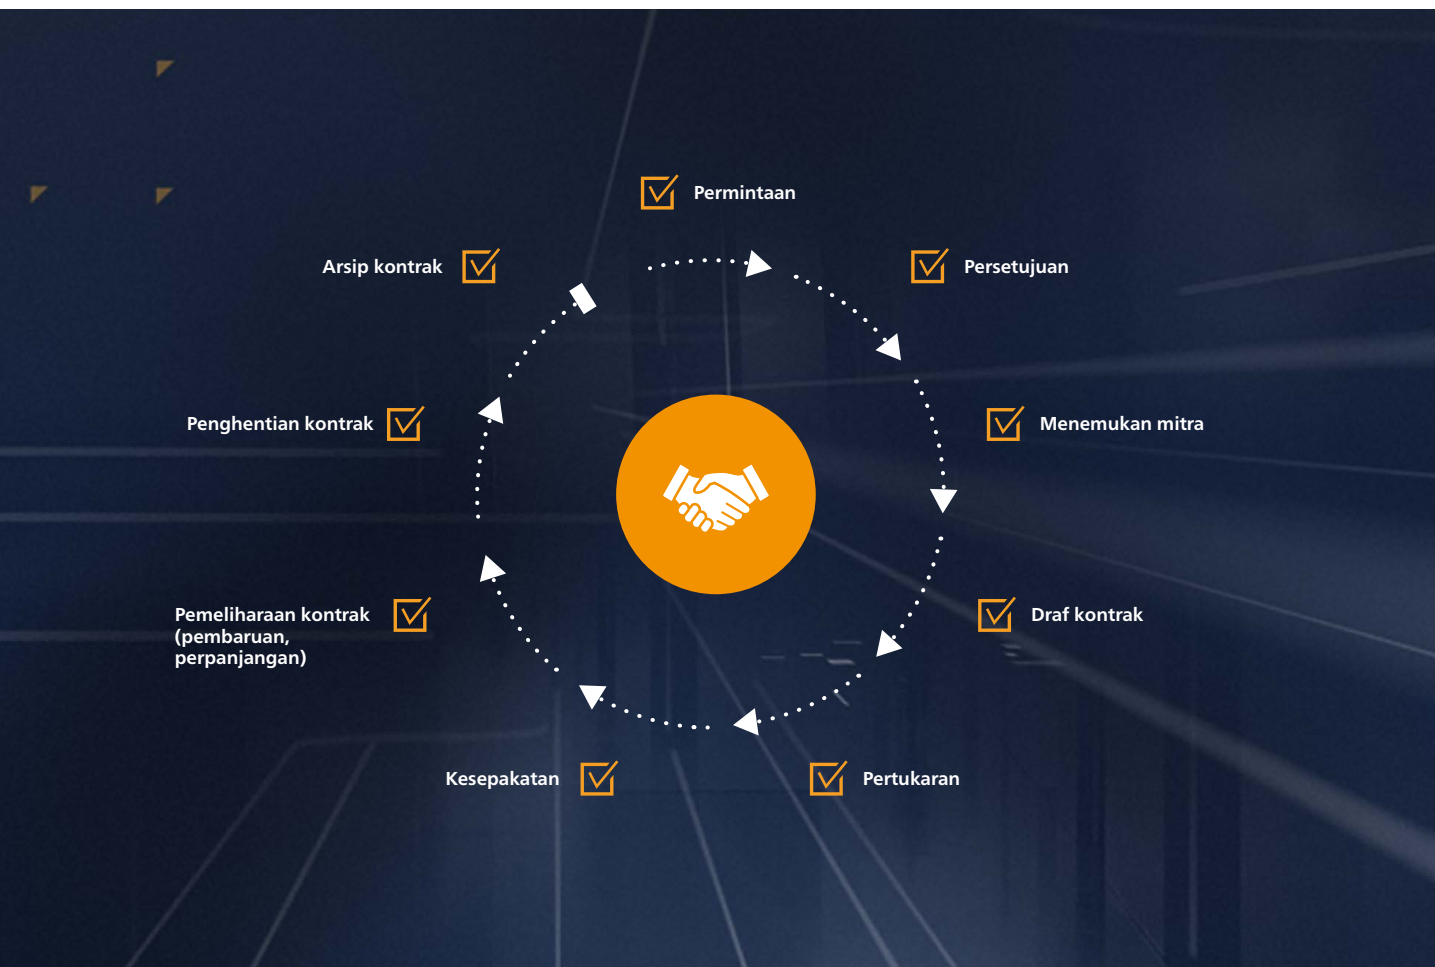 Permintaan
Persetujuan
Menemukan mitra
Draf kontrak
Pertukaran
Kesepakatan
Pemeliharaan kontrak
(pembaruan,
perpanjangan)
Penghentian kontrak
Arsip kontrak